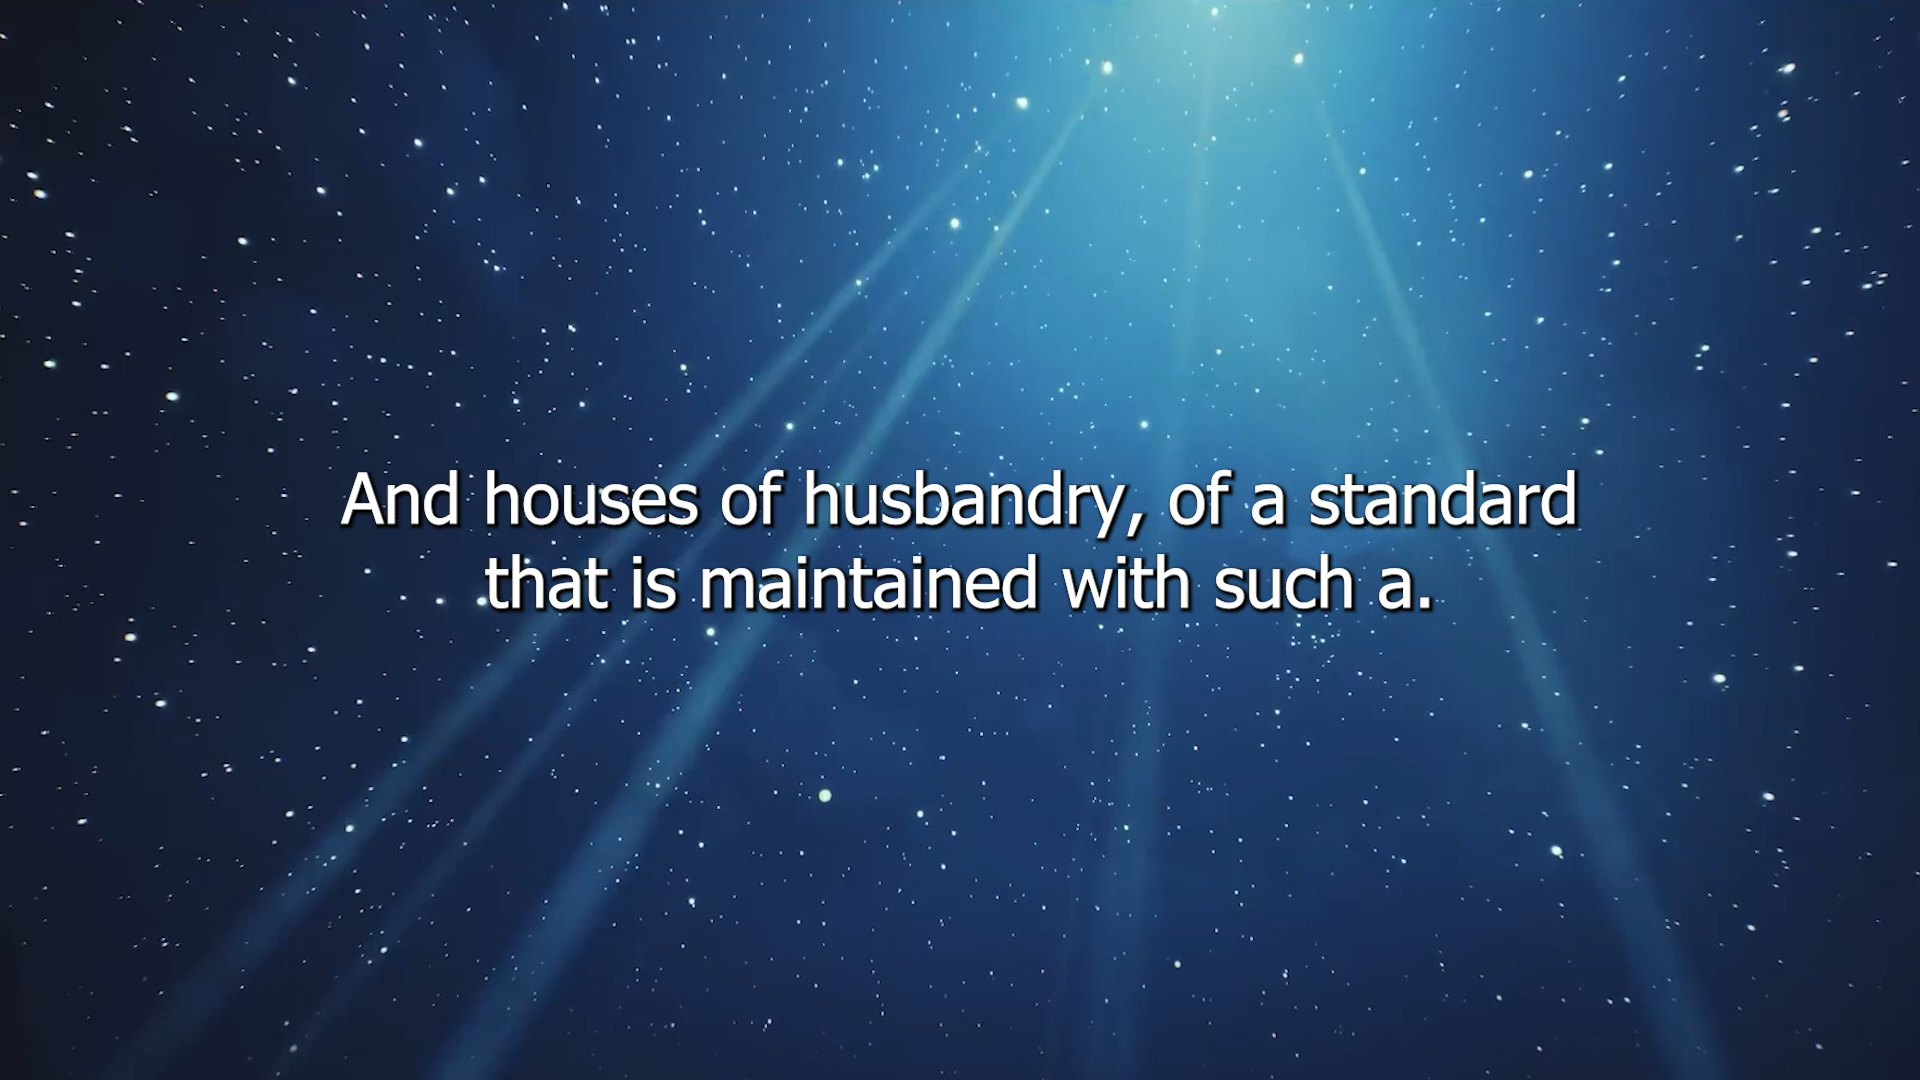 And houses of husbandry, of a standard
that is maintained with such a.